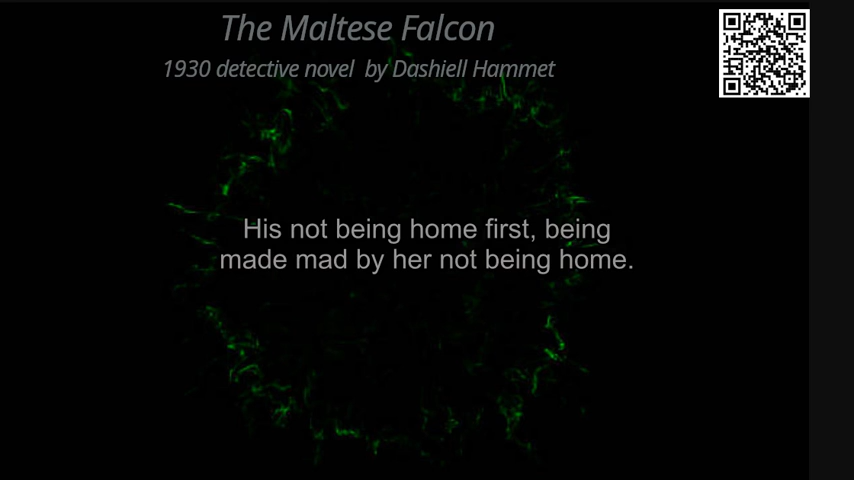 The Maltese Falcon
1930 detective novel by Dashiell Hammet
His not being home first, being
made mad by her not being home.